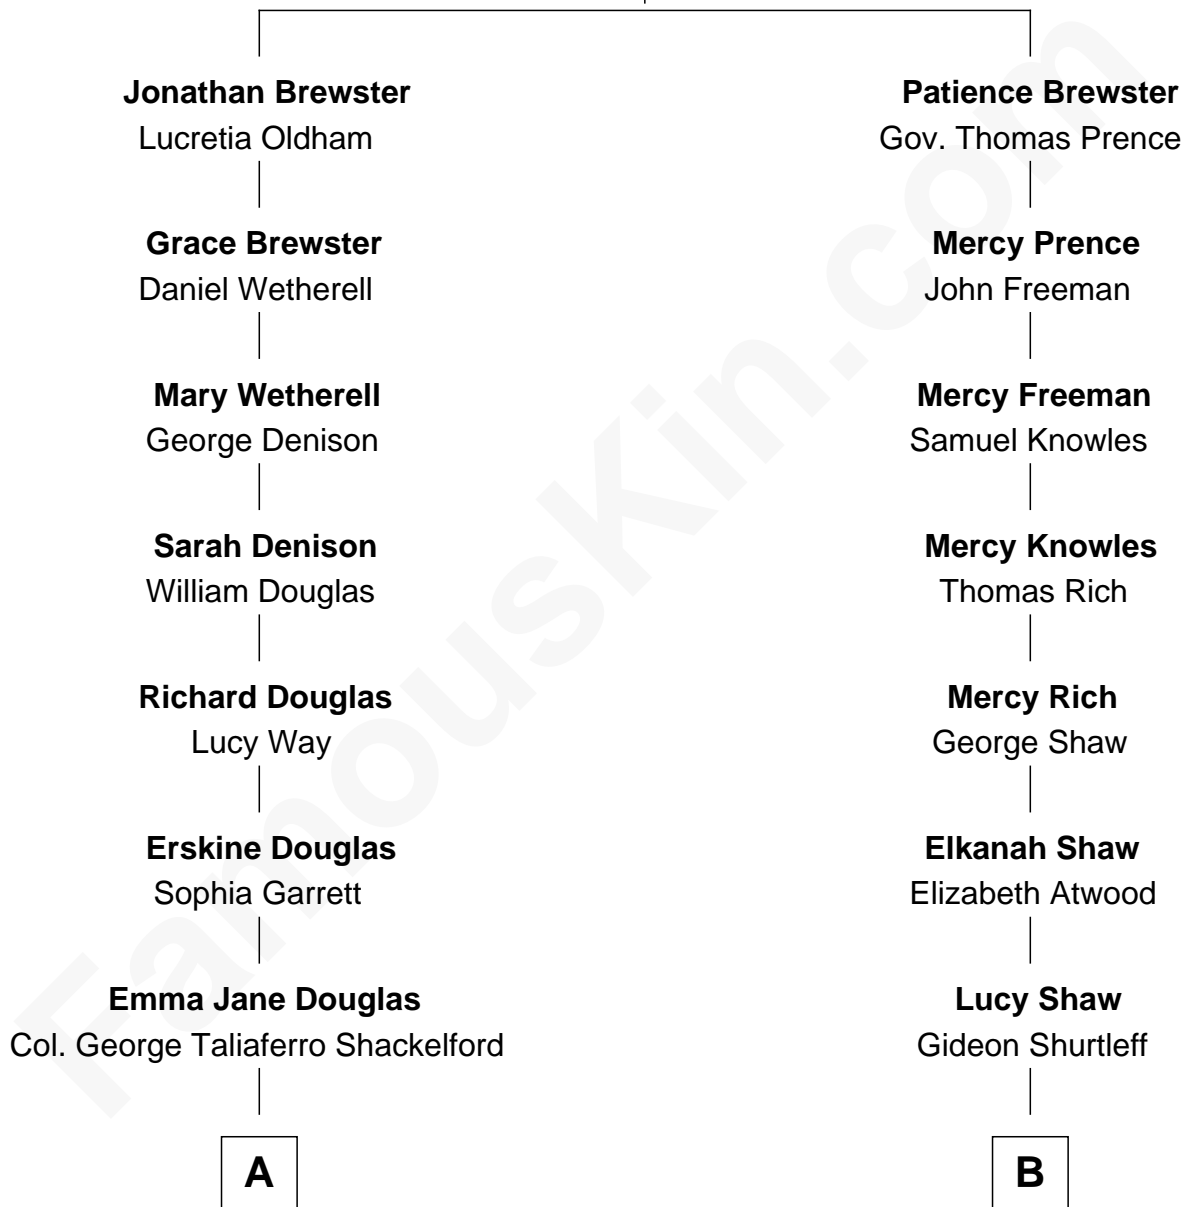 Jonathan Brewster
Lucretia Oldham
Grace Brewster
Daniel Wetherell
Mary Wetherell
George Denison
Sarah Denison
William Douglas
Richard Douglas
Lucy Way
Erskine Douglas
Sophia Garrett
Emma Jane Douglas
Col. George Taliaferro Shackelford
A
Patience Brewster
Gov. Thomas Prence
Mercy Prence
John Freeman
Mercy Freeman
Samuel Knowles
Mercy Knowles
Thomas Rich
Mercy Rich
George Shaw
Elkanah Shaw
Elizabeth Atwood
Lucy Shaw
Gideon Shurtleff
B
FamousKin.com